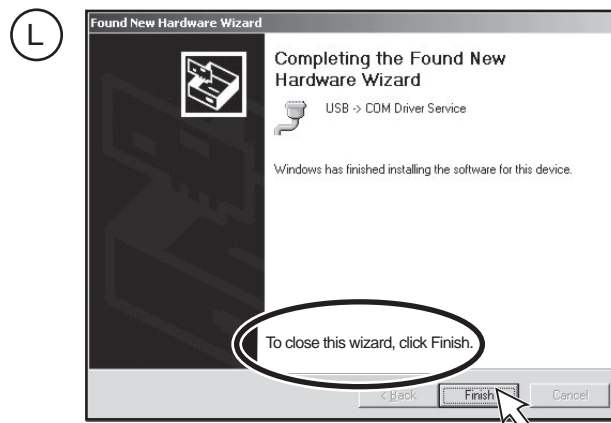 L
Found New Hardware Wizard
Completing the Found New
Hardware Wizard
USB -> COM Driver Service
Windows has finished installing the software for this device.
To close this wizard, click Finish.
< Back Finish Cancel